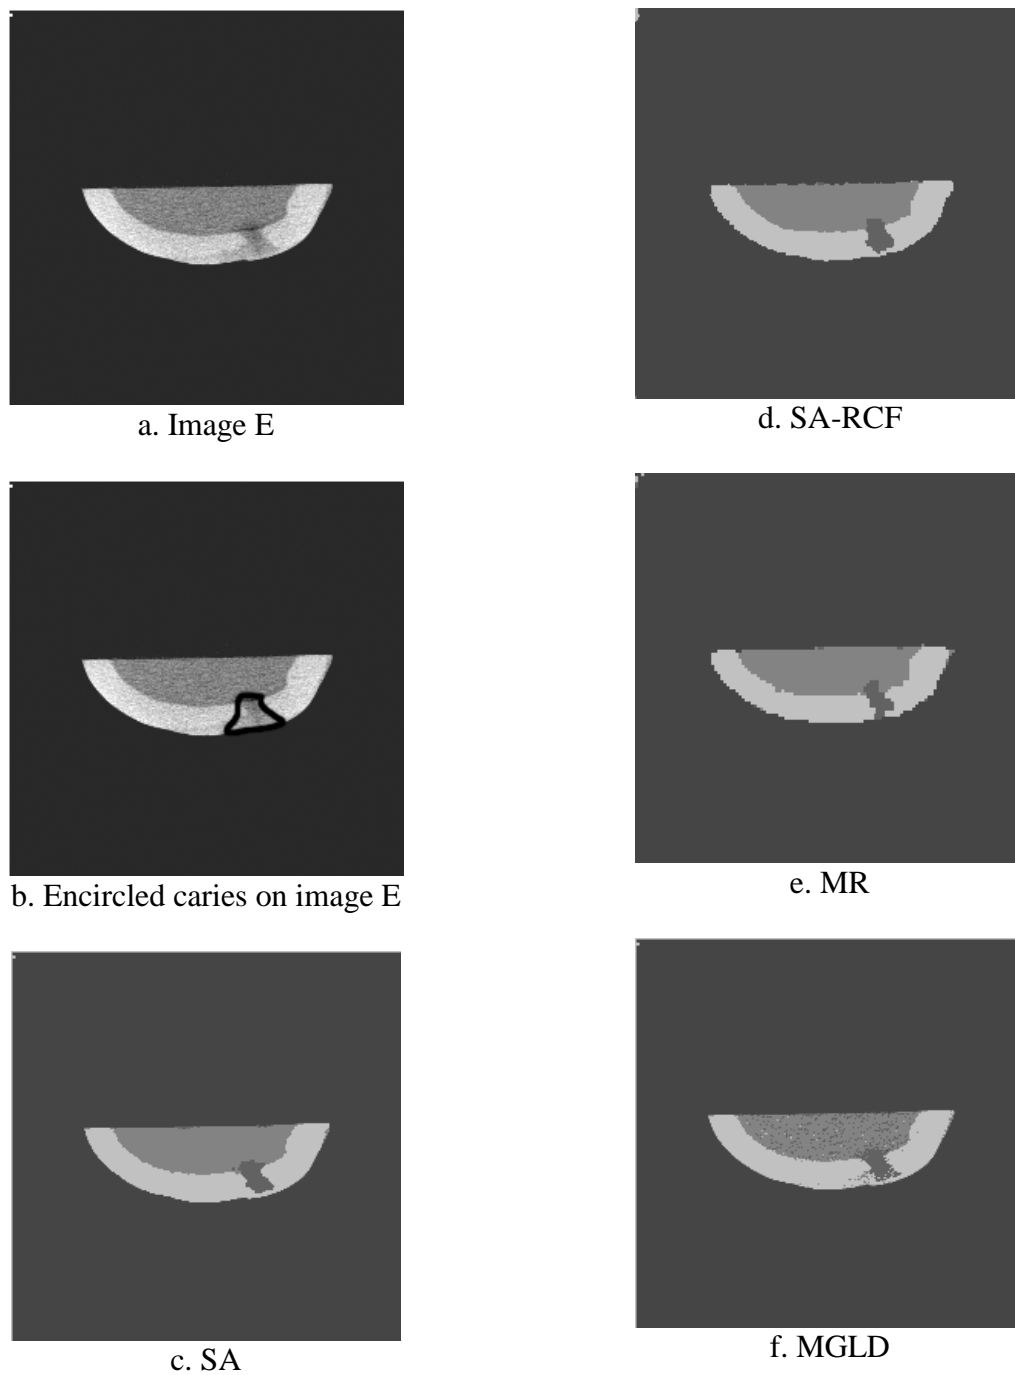 a. Image E
d. SA-RCF
b. Encircled caries on image E
e. MR
c. SA
f. MGLD